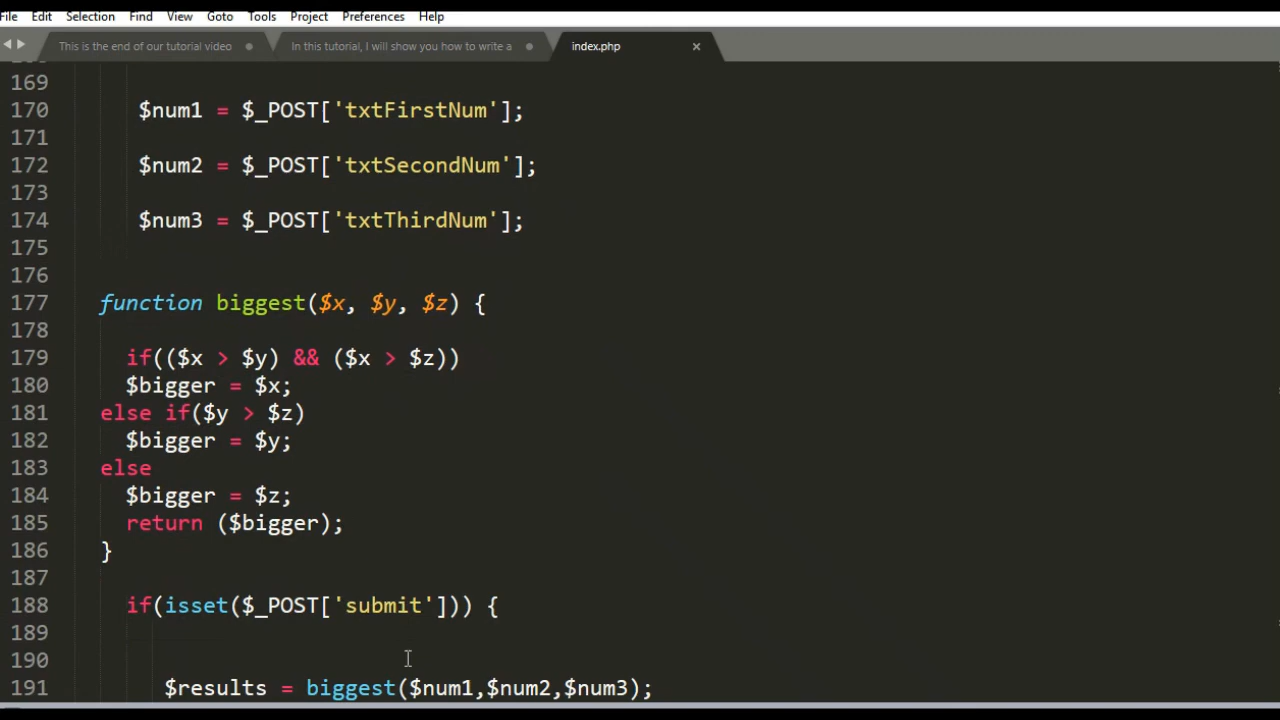 File Edit Selection Find View Goto Tools Project Preferences Help
This is the end of our tutorial video In this tutorial, I will show you how to write a index.php
169
170 $num1 = $_POST['txtFirstNum'];
171
172 $num2 = $_POST['txtSecondNum'];
173
174 $num3 = $_POST['txtThirdNum'];
175
176
177 function biggest($x, $y, $z) {
178
179 if(($x > $y) && ($x > $z))
180 $bigger = $x;
181 else if($y > $z)
182 $bigger = $y;
183 else
184 $bigger = $z;
185 return ($bigger);
186 }
187
188 if(isset($_POST['submit'])) {
189
190
191 $results = biggest($num1,$num2,$num3);